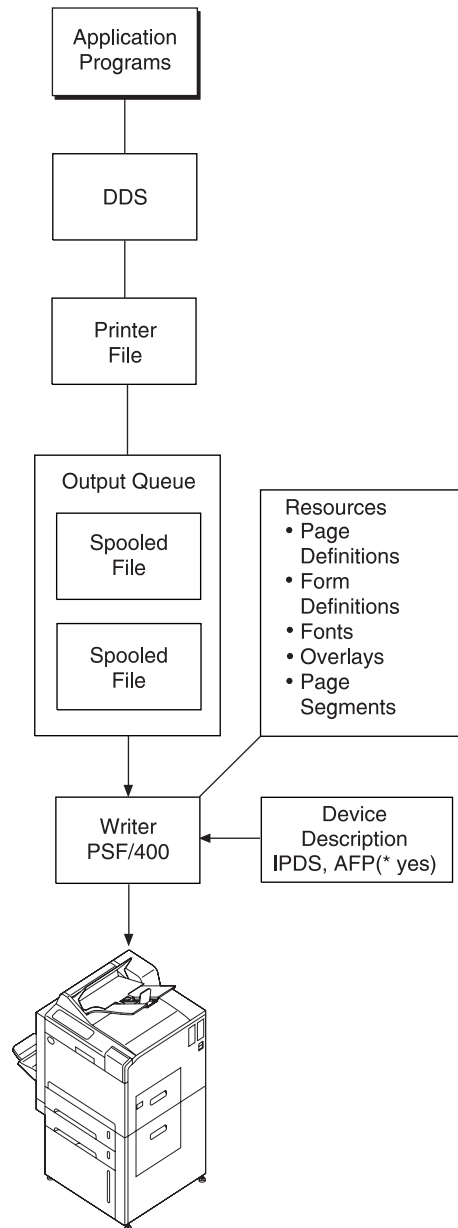 Application
Programs
DDS
Printer
File
Output Queue
Spooled
File
Spooled
File
Resources
• Page
Definitions
• Form
Definitions
• Fonts
• Overlays
• Page
Segments
Writer
PSF/400
Device
Description
IPDS, AFP(* yes)